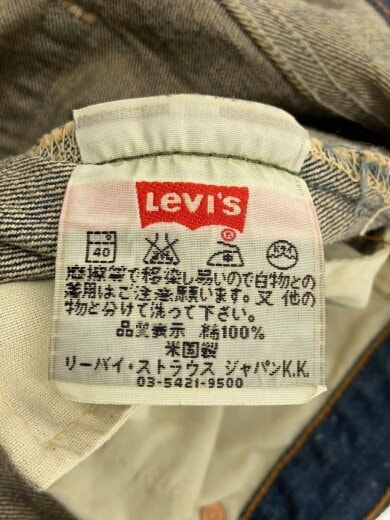 Levi's
R
40
摩擦等で移染し易いので白物との
着用はご注意願います。又 他の
物と分けて洗って下さい。
品質表示 綿100%
米国製
リーバイ・ストラウス ジャパンK.K.
03-5421-9500